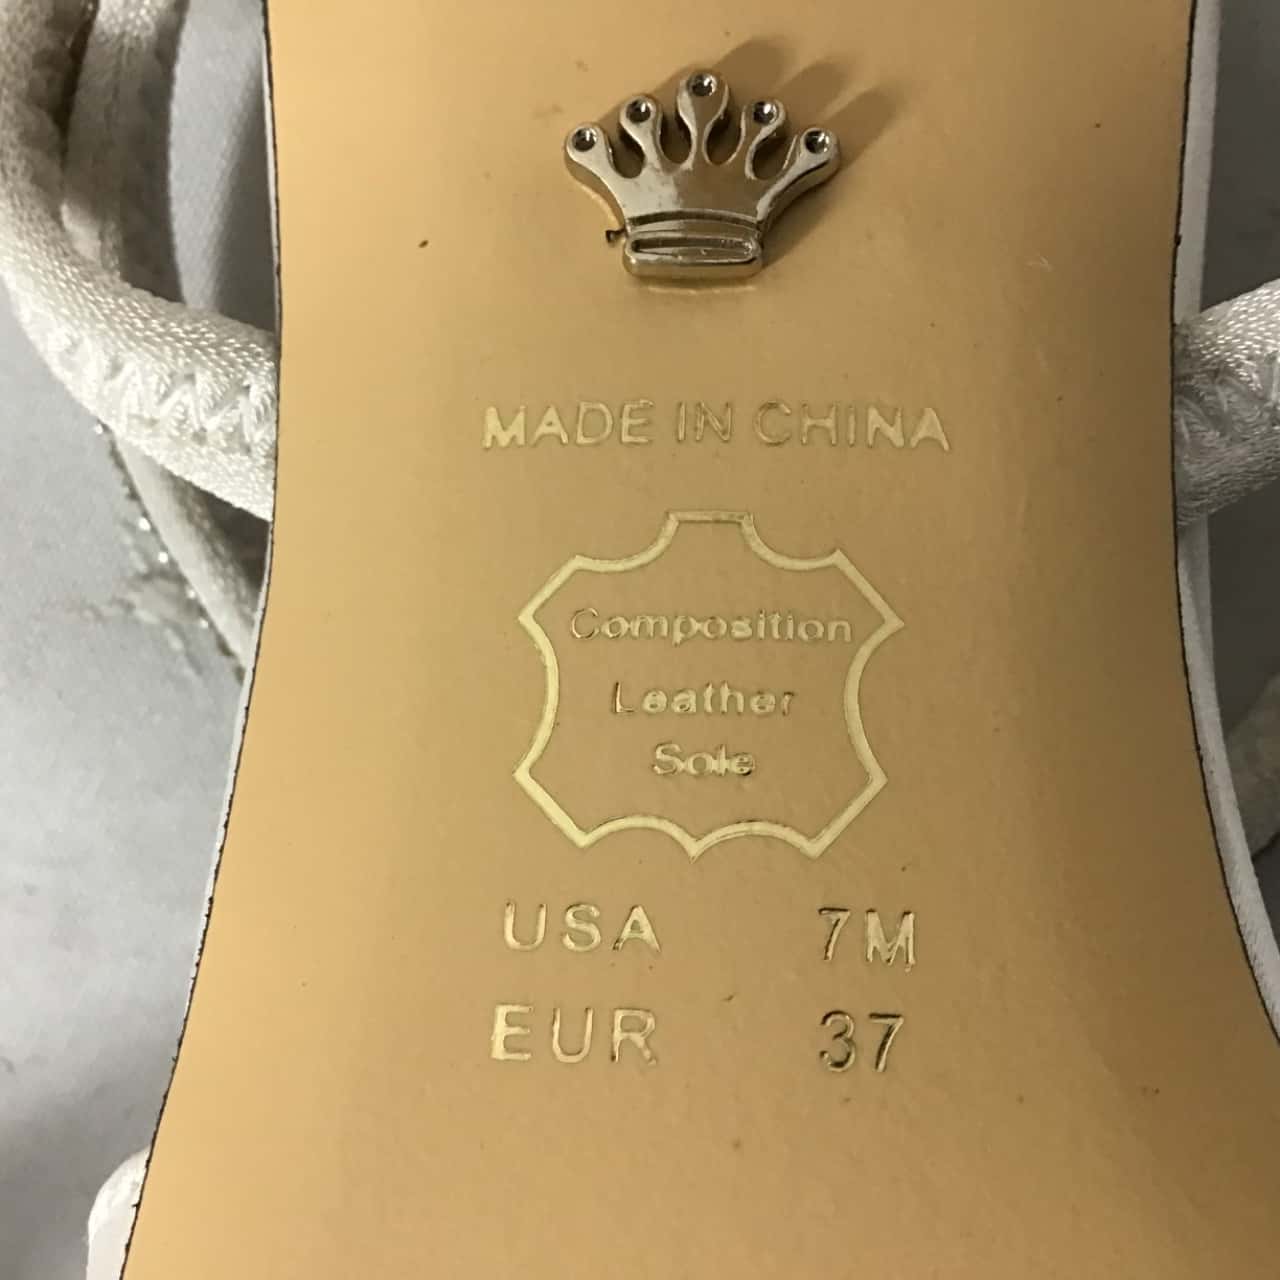 MADE IN CHINA
Composition
Leather
Sole
USA 7M
EUR 37